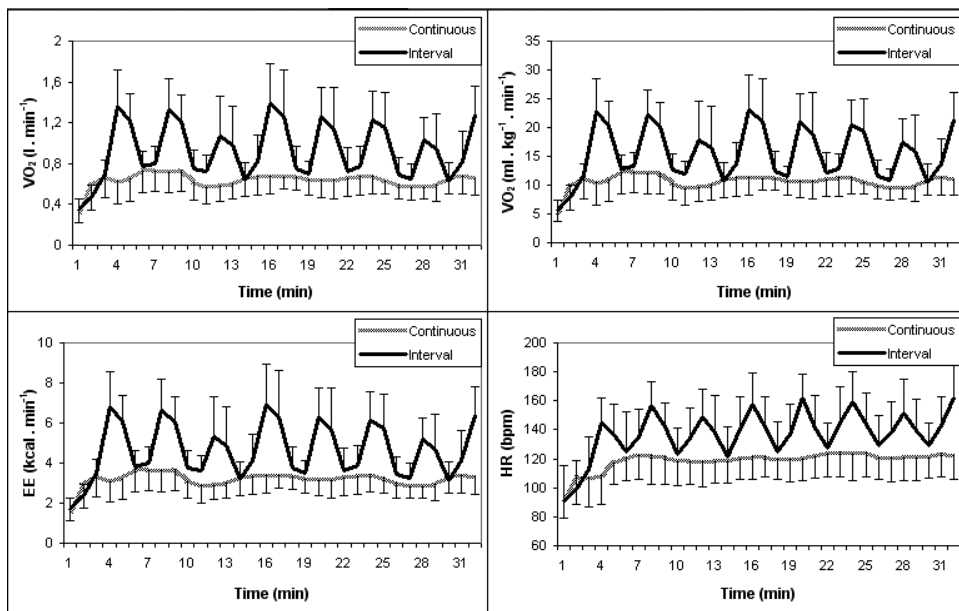 Continuous
Interval
VO₂ (l . min⁻¹)
2
1,6
1,2
0,8
0,4
0
1 4 7 10 13 16 19 22 25 28 31
Time (min)
Continuous
Interval
VO₂ (ml . kg⁻¹ . min⁻¹)
35
30
25
20
15
10
5
0
1 4 7 10 13 16 19 22 25 28 31
Time (min)
Continuous
Interval
EE (kcal . min⁻¹)
10
8
6
4
2
0
1 4 7 10 13 16 19 22 25 28 31
Time (min)
Continuous
Interval
HR (bpm)
200
180
160
140
120
100
80
60
1 4 7 10 13 16 19 22 25 28 31
Time (min)